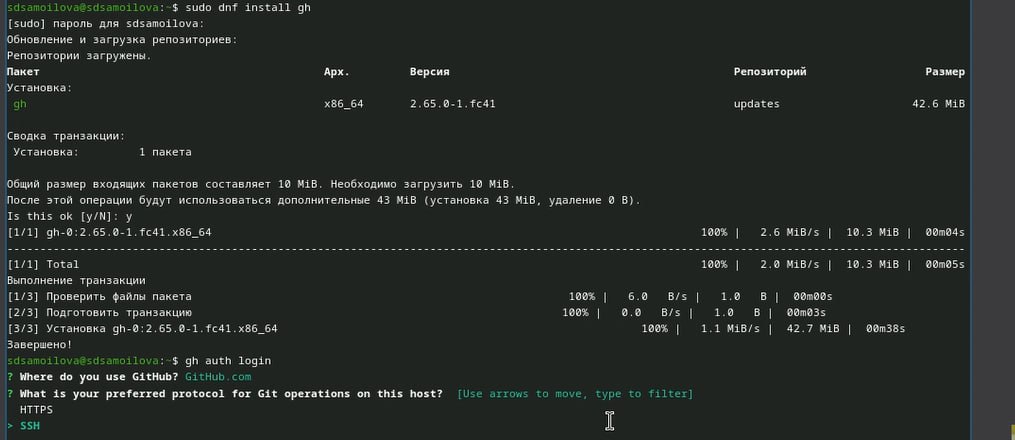 sdsamoilova@sdsamoilova:~$ sudo dnf install gh
[sudo] пароль для sdsamoilova:
Обновление и загрузка репозиториев:
Репозитории загружены.
Пакет Арх. Версия Репозиторий Размер
Установка:
gh x86_64 2.65.0-1.fc41 updates 42.6 MiB
Сводка транзакции:
Установка: 1 пакета
Общий размер входящих пакетов составляет 10 MiB. Необходимо загрузить 10 MiB.
После этой операции будут использоваться дополнительные 43 MiB (установка 43 MiB, удаление 0 B).
Is this ok [y/N]: y
[1/1] gh-0:2.65.0-1.fc41.x86_64 100% | 2.6 MiB/s | 10.3 MiB | 00m04s
--------------------------------------------------------------------------------
[1/1] Total 100% | 2.0 MiB/s | 10.3 MiB | 00m05s
Выполнение транзакции
[1/3] Проверить файлы пакета 100% | 6.0 B/s | 1.0 B | 00m00s
[2/3] Подготовить транзакцию 100% | 0.0 B/s | 1.0 B | 00m03s
[3/3] Установка gh-0:2.65.0-1.fc41.x86_64 100% | 1.1 MiB/s | 42.7 MiB | 00m38s
Завершено!
sdsamoilova@sdsamoilova:~$ gh auth login
? Where do you use GitHub? GitHub.com
? What is your preferred protocol for Git operations on this host? [Use arrows to move, type to filter]
HTTPS
> SSH